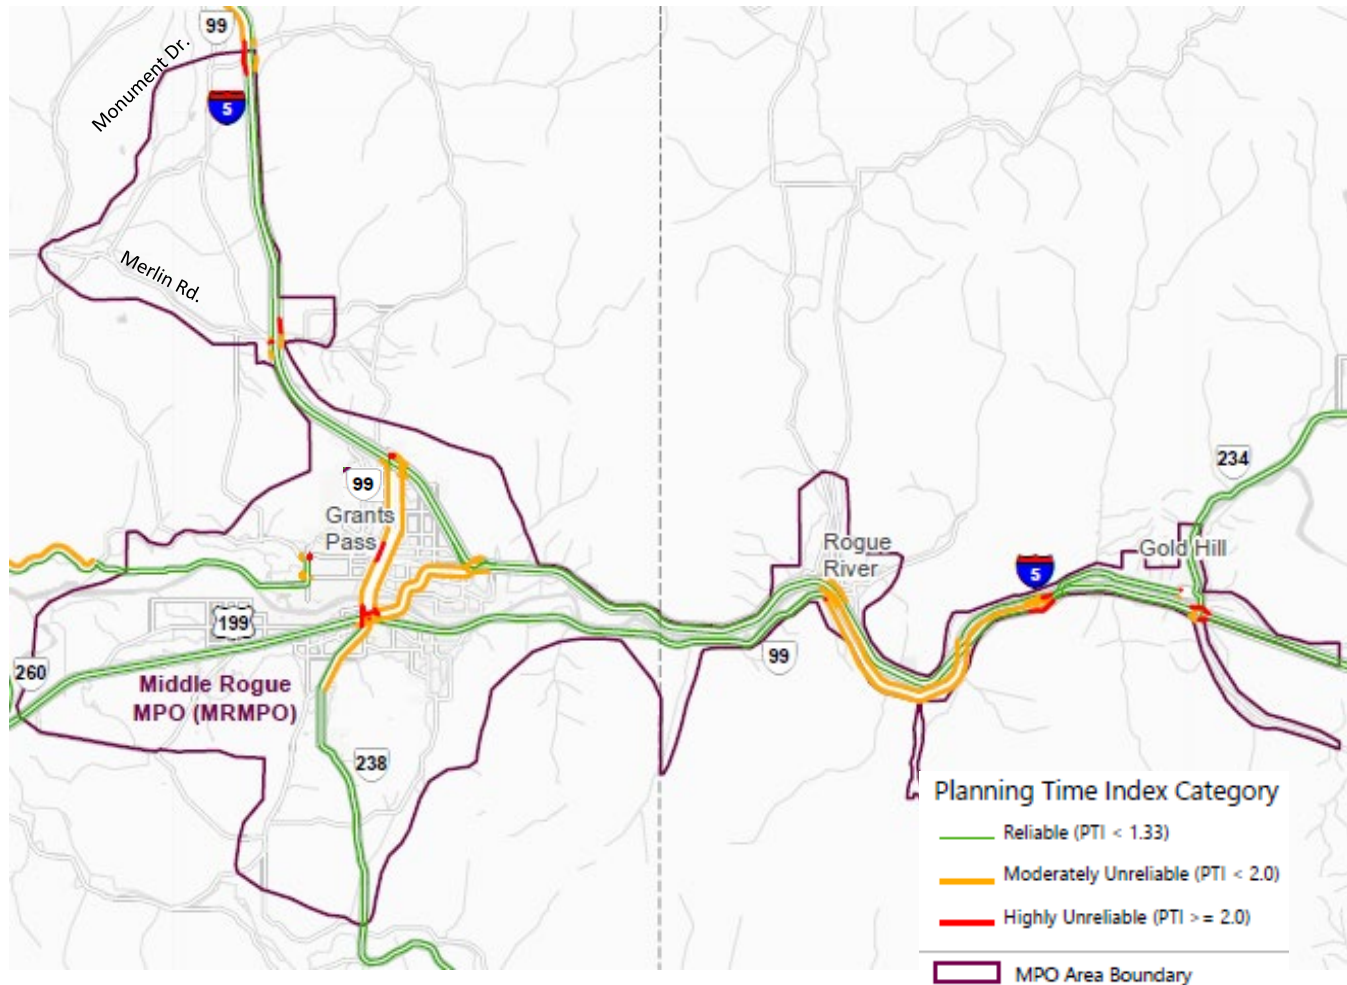 99
Monument Dr.
5
Merlin Rd.
99
Grants
Pass
234
Gold Hill
Rogue
River
5
199
99
260
Middle Rogue
MPO (MRMPO)
238
Planning Time Index Category
Reliable (PTI < 1.33)
Moderately Unreliable (PTI < 2.0)
Highly Unreliable (PTI >= 2.0)
MPO Area Boundary